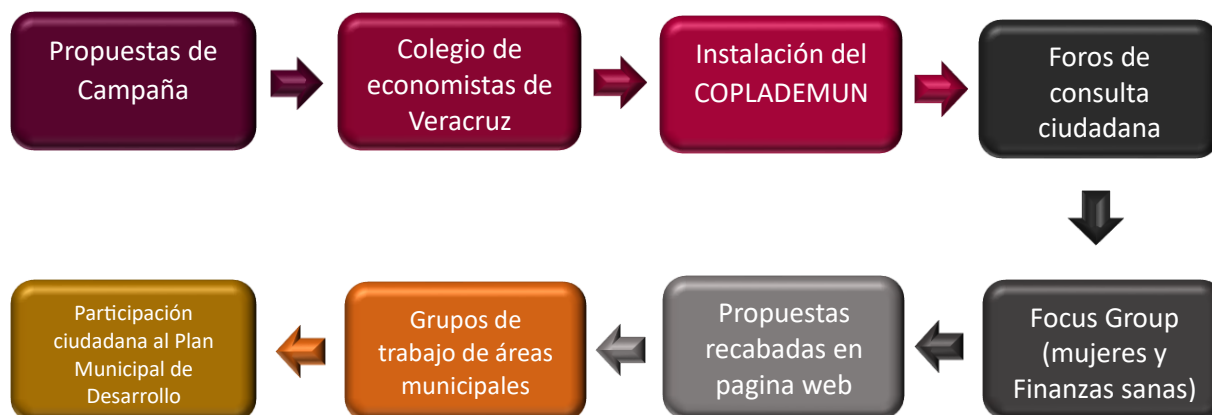 Propuestas de
Campaña
Colegio de
economistas de
Veracruz
Instalación del
COPLADEMUN
Foros de
consulta
ciudadana
Focus Group
(mujeres y
Finanzas sanas)
Propuestas
recabadas en
pagina web
Grupos de
trabajo de áreas
municipales
Participación
ciudadana al Plan
Municipal de
Desarrollo